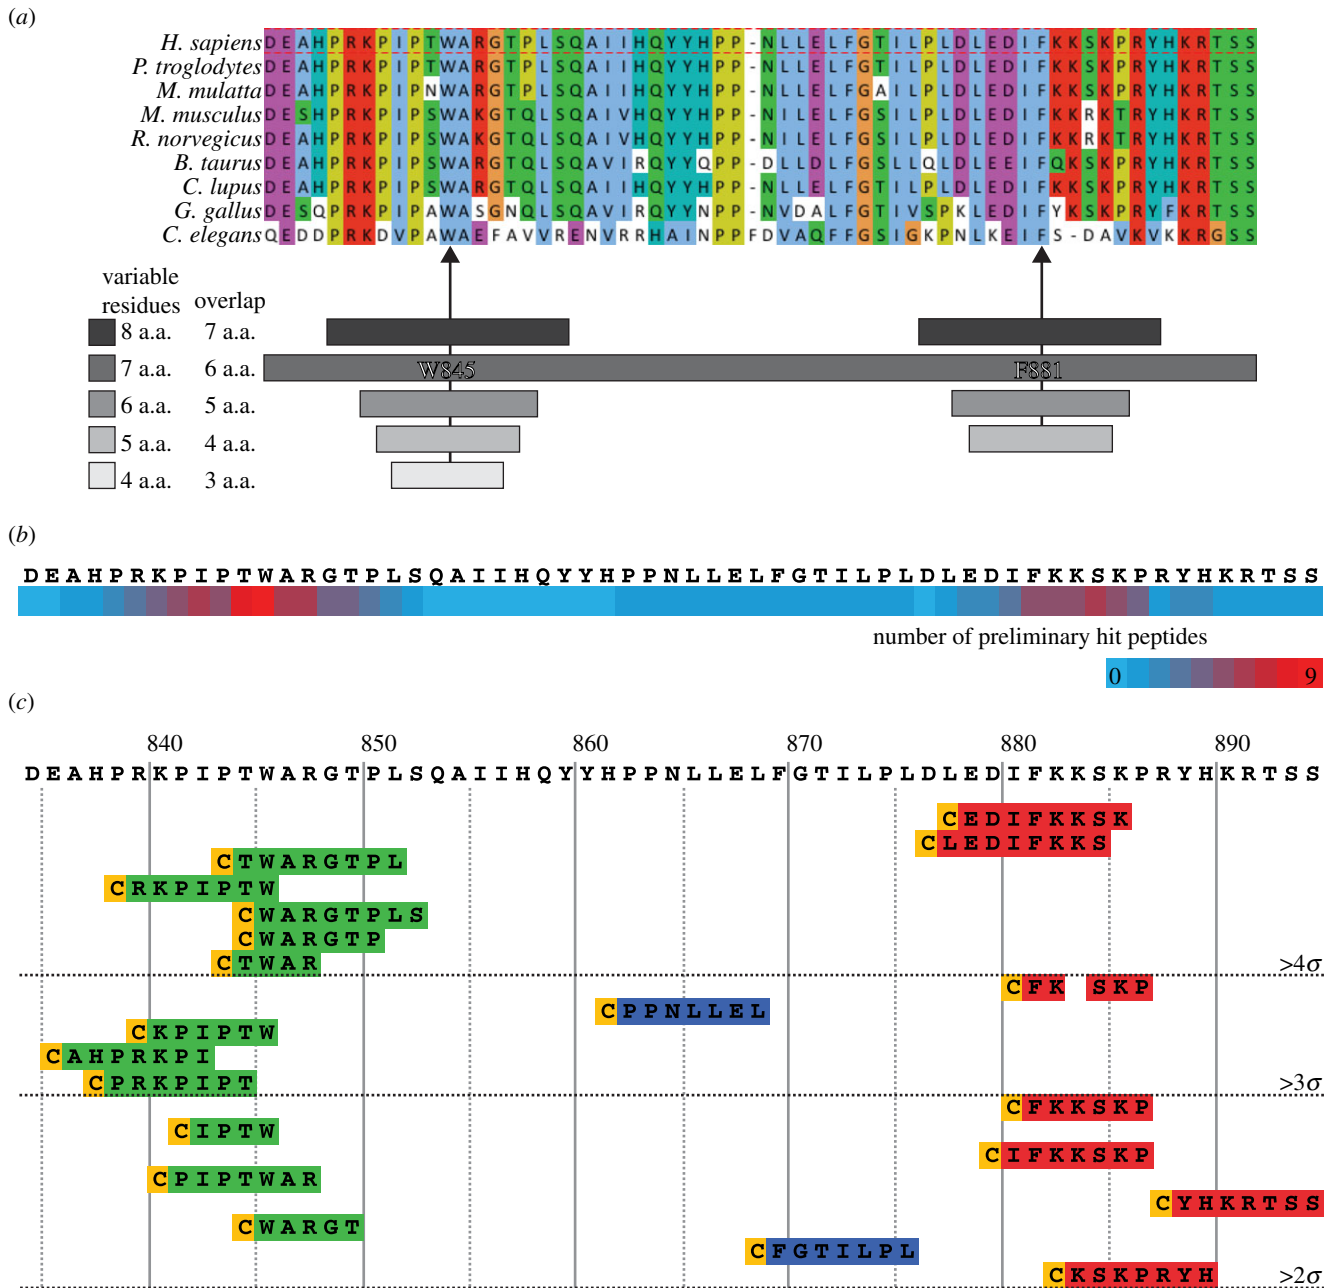 (a)
H. sapiens DEAHPRKPIPTWARGTPLSQAIIHQYYHPP-NLLELFGTILPLDLEDIFKKSKPRYHKRTSS
P. troglodytes DEAHPRKPIPTWARGTPLSQAIIHQYYHPP-NLLELFGTILPLDLEDIFKKSKPRYHKRTSS
M. mulatta DEAHPRKPIPNWARGTPLSQAIIHQYYHPP-NLLELFGAILPLDLEDIFKKSKPRYHKRTSS
M. musculus DESHPRKPIPSWAKGTQLSQAIVHQYYHPP-NILELFGSILPLDLEDIFKKRKTRYHKRTSS
R. norvegicus DEAHPRKPIPSWAKGTQLSQAIVHQYYHPP-NILELFGSILPLDLEDIFKKRKTRYHKRTSS
B. taurus DEAHPRKPIPSWARGTQLSQAVIRQYYQPP-DLLDLFGSLLQLDLEEIFQKSKPRYHKRTSS
C. lupus DEAHPRKPIPSWARGTQLSQAIIHQYYHPP-NLLELFGTILPLDLEDIFKKSKPRYHKRTSS
G. gallus DESQPRKPIPAWASGNQLSQAVIRQYYNPP-NVDALFGTIVSPKLEDIFYKSKPRYFKRTSS
C. elegans QEDDPRKDVPAWAEFAVVRENVRRHAINPPFDVAQFFGSIGKPNLKEIFS-DAVKVKKRGSS
variable residues overlap
8 a.a. 7 a.a.
7 a.a. 6 a.a. W845 F881
6 a.a. 5 a.a.
5 a.a. 4 a.a.
4 a.a. 3 a.a.
(b)
DEAHPRKPIPTWARGTPLSQAIIHQYYHPPNLLELFGTILPLDLEDIFKKSKPRYHKRTSS
number of preliminary hit peptides
0 9
(c)
840 850 860 870 880 890
DEAHPRKPIPTWARGTPLSQAIIHQYYHPPNLLELFGTILPLDLEDIFKKSKPRYHKRTSS
CEDIFKKSK
CLEDIFKKS
CTWARGTPL
CRKPIPTW
CWARGTPLS
CWARGTP
CTWAR
>4σ
CFK SKP
CPPNLLEL
CKPIPTW
CAHPRKPI
CPRKPIPT
>3σ
CFKKSKP
CIPTW
CIFKKSKP
CPIPTWAR
CYHKRTSS
CWARGT
CFGTILPL
CKSKPRYH
>2σ